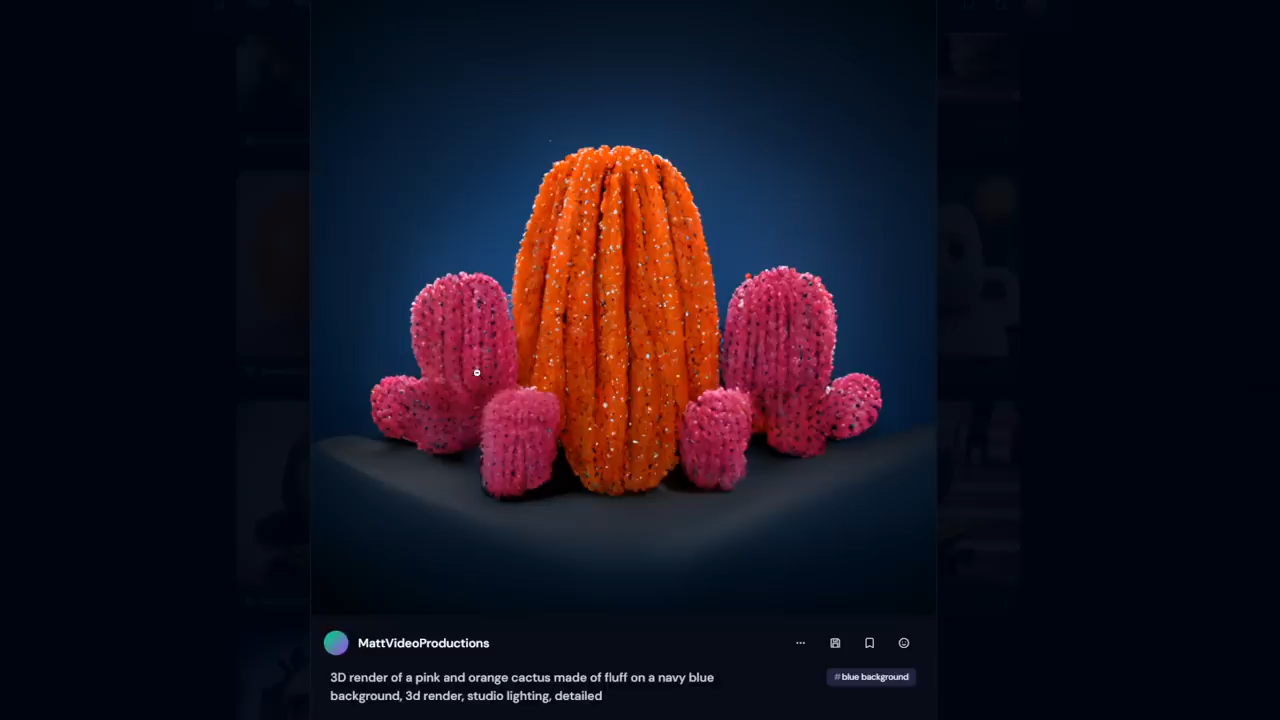 MattVideoProductions
3D render of a pink and orange cactus made of fluff on a navy blue
background, 3d render, studio lighting, detailed
#blue background